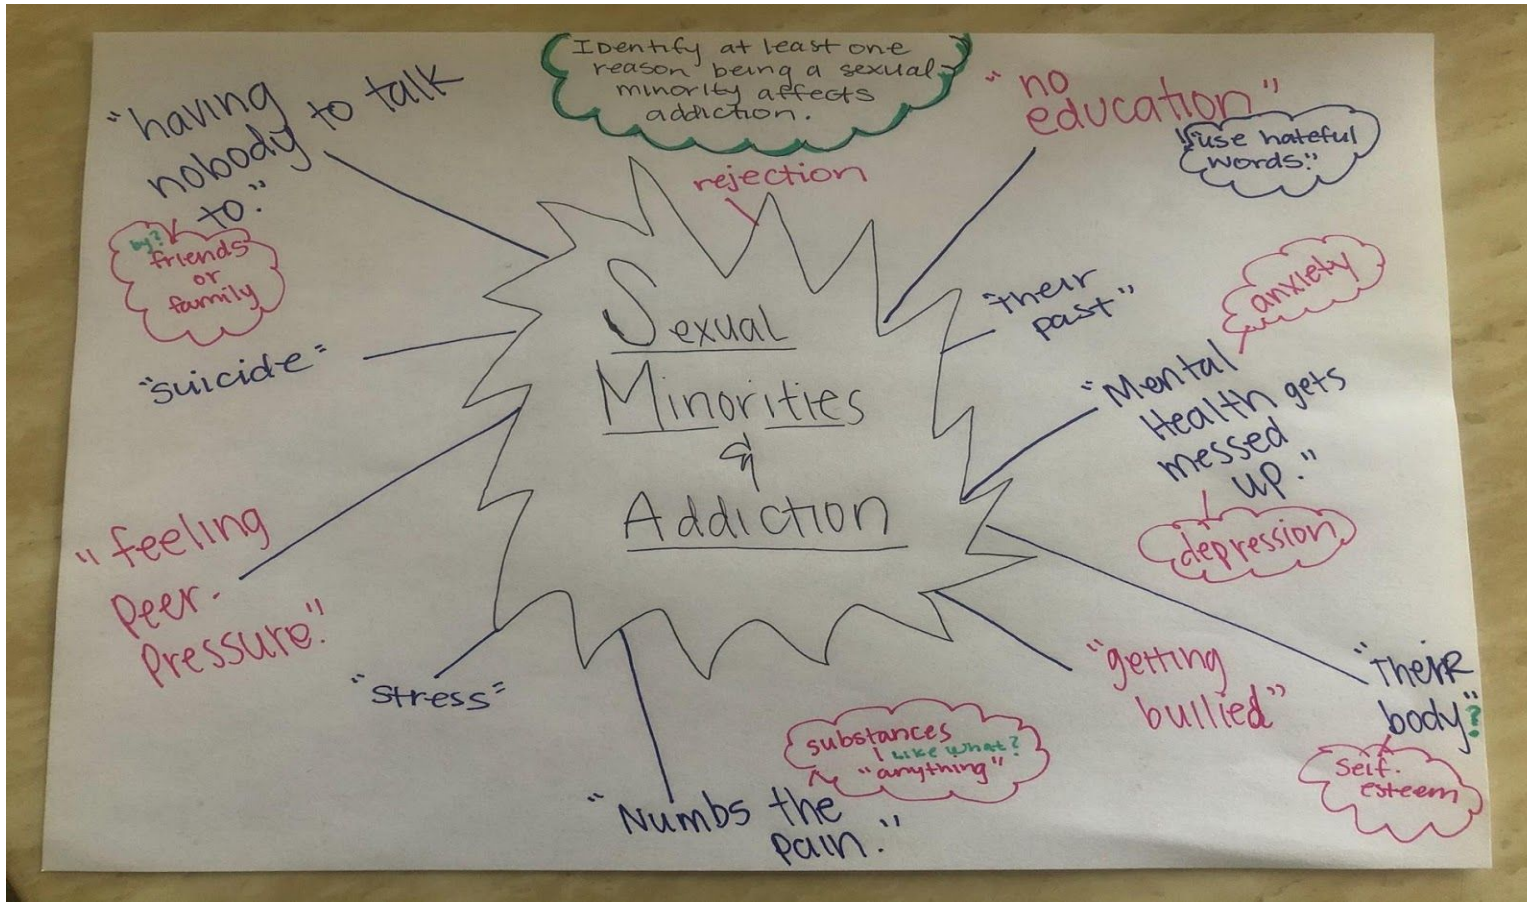 Identify at least one
reason being a sexual
minority affects
addiction.
"having
nobody to talk
to."
by?
friends
or
family
rejection
"no
education"
"use hateful
words."
"their
past"
anxiety
"Mental
Health gets
messed
up."
depression
"suicide"
Sexual
Minorities
&
Addiction
"feeling
peer-
pressure."
"stress"
"Numbs the
pain."
substances
Like what?
"anything"
"getting
bullied"
"Their
body"?
Self-
esteem